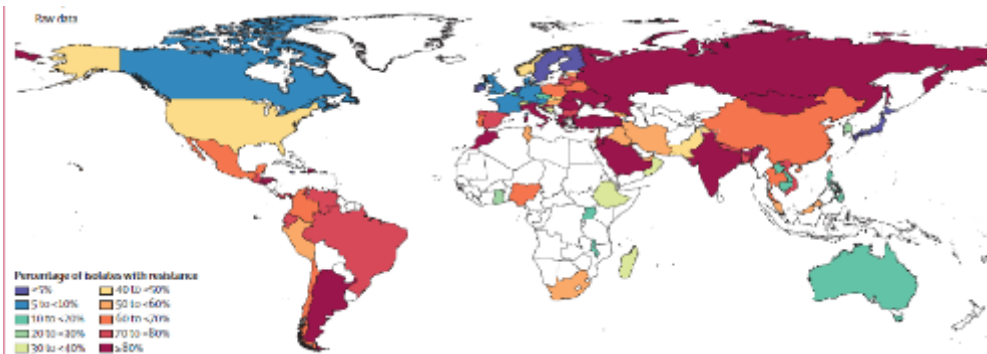 Raw data
Percentage of isolates with resistance
<5%
5 to <10%
10 to <20%
20 to <30%
30 to <40%
40 to <50%
50 to <60%
60 to <70%
70 to <80%
≥80%